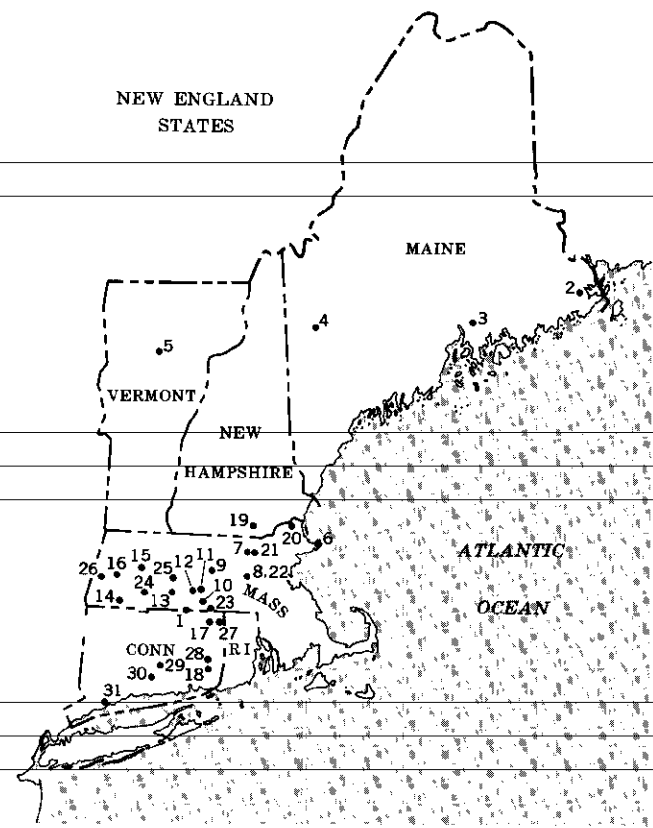 NEW ENGLAND
STATES
MAINE
2
3
4
5
VERMONT
NEW
HAMPSHIRE
19
20
6
ATLANTIC
OCEAN
7 21
15 11
26 16 12 25 9
8,22
24 10
14 13 23
MASS
1 17 27
CONN RI
28
29
30 18
31